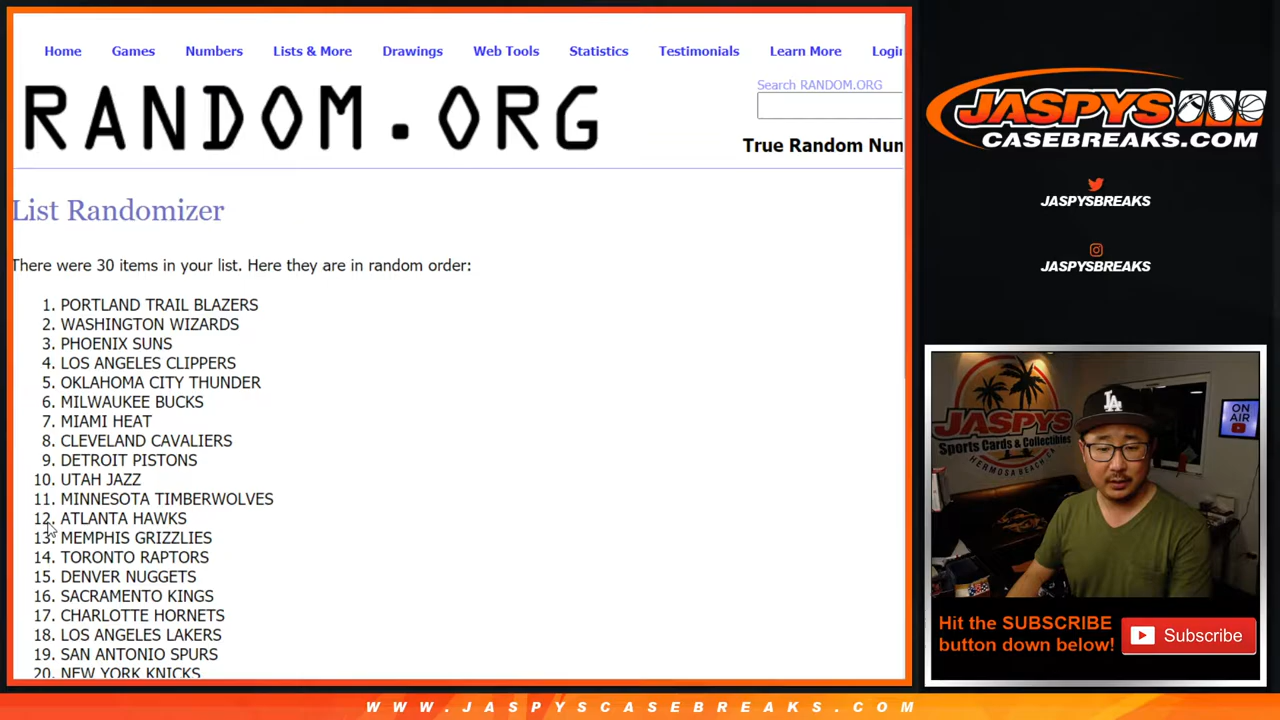 Home Games Numbers Lists & More Drawings Web Tools Statistics Testimonials Learn More Login
Search RANDOM.ORG
RANDOM.ORG
True Random Num
List Randomizer
There were 30 items in your list. Here they are in random order:
1. PORTLAND TRAIL BLAZERS
2. WASHINGTON WIZARDS
3. PHOENIX SUNS
4. LOS ANGELES CLIPPERS
5. OKLAHOMA CITY THUNDER
6. MILWAUKEE BUCKS
7. MIAMI HEAT
8. CLEVELAND CAVALIERS
9. DETROIT PISTONS
10. UTAH JAZZ
11. MINNESOTA TIMBERWOLVES
12. ATLANTA HAWKS
13. MEMPHIS GRIZZLIES
14. TORONTO RAPTORS
15. DENVER NUGGETS
16. SACRAMENTO KINGS
17. CHARLOTTE HORNETS
18. LOS ANGELES LAKERS
19. SAN ANTONIO SPURS
20. NEW YORK KNICKS
JASPYS
CASEBREAKS.COM
JASPYSBREAKS
JASPYSBREAKS
JASPYS
Sports Cards & Collectibles
HERMOSA BEACH, CA
LA
ON
AIR
Hit the SUBSCRIBE
button down below!
Subscribe
WWW.JASPYSCASEBREAKS.COM